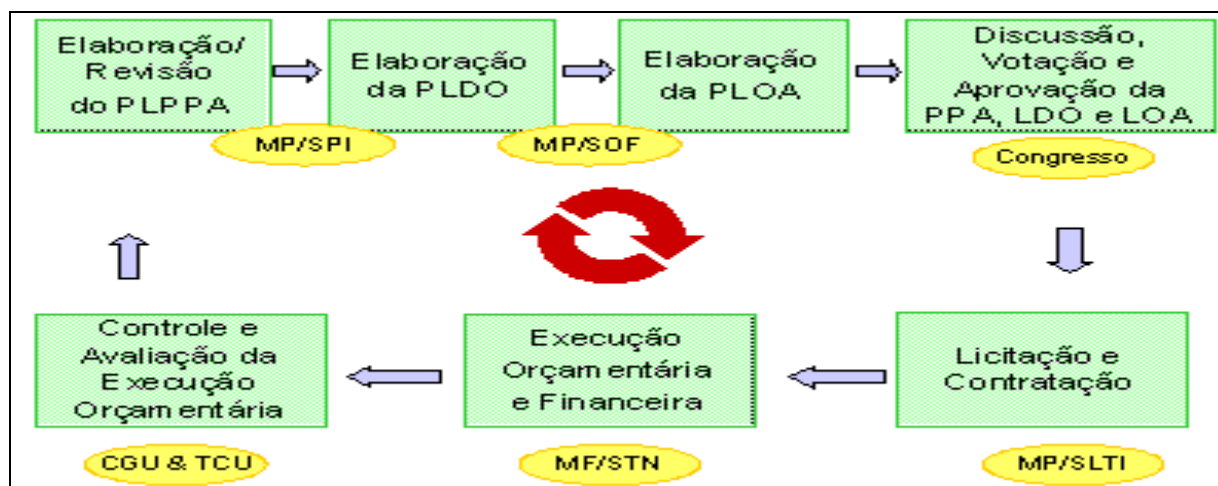 Elaboração/
Revisão
do PLPPA
MP/SPI
Elaboração
da PLDO
MP/SOF
Elaboração
da PLOA
Discussão,
Votação e
Aprovação da
PPA, LDO e LOA
Congresso
Licitação e
Contratação
MP/SLTI
Execução
Orçamentária
e Financeira
MF/STN
Controle e
Avaliação da
Execução
Orçamentária
CGU & TCU